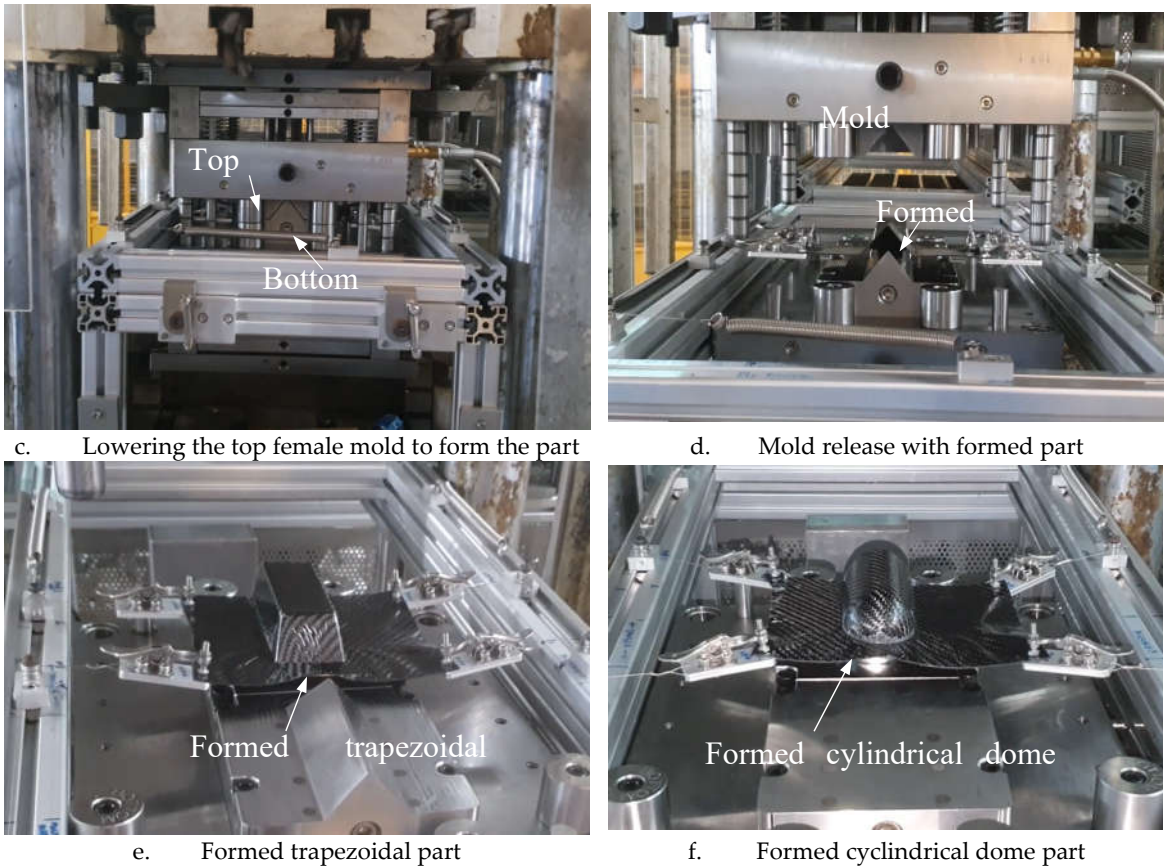 Top
Bottom
Mold
Formed
c. Lowering the top female mold to form the part
d. Mold release with formed part
Formed trapezoidal
Formed cylindrical dome
e. Formed trapezoidal part
f. Formed cyclindrical dome part